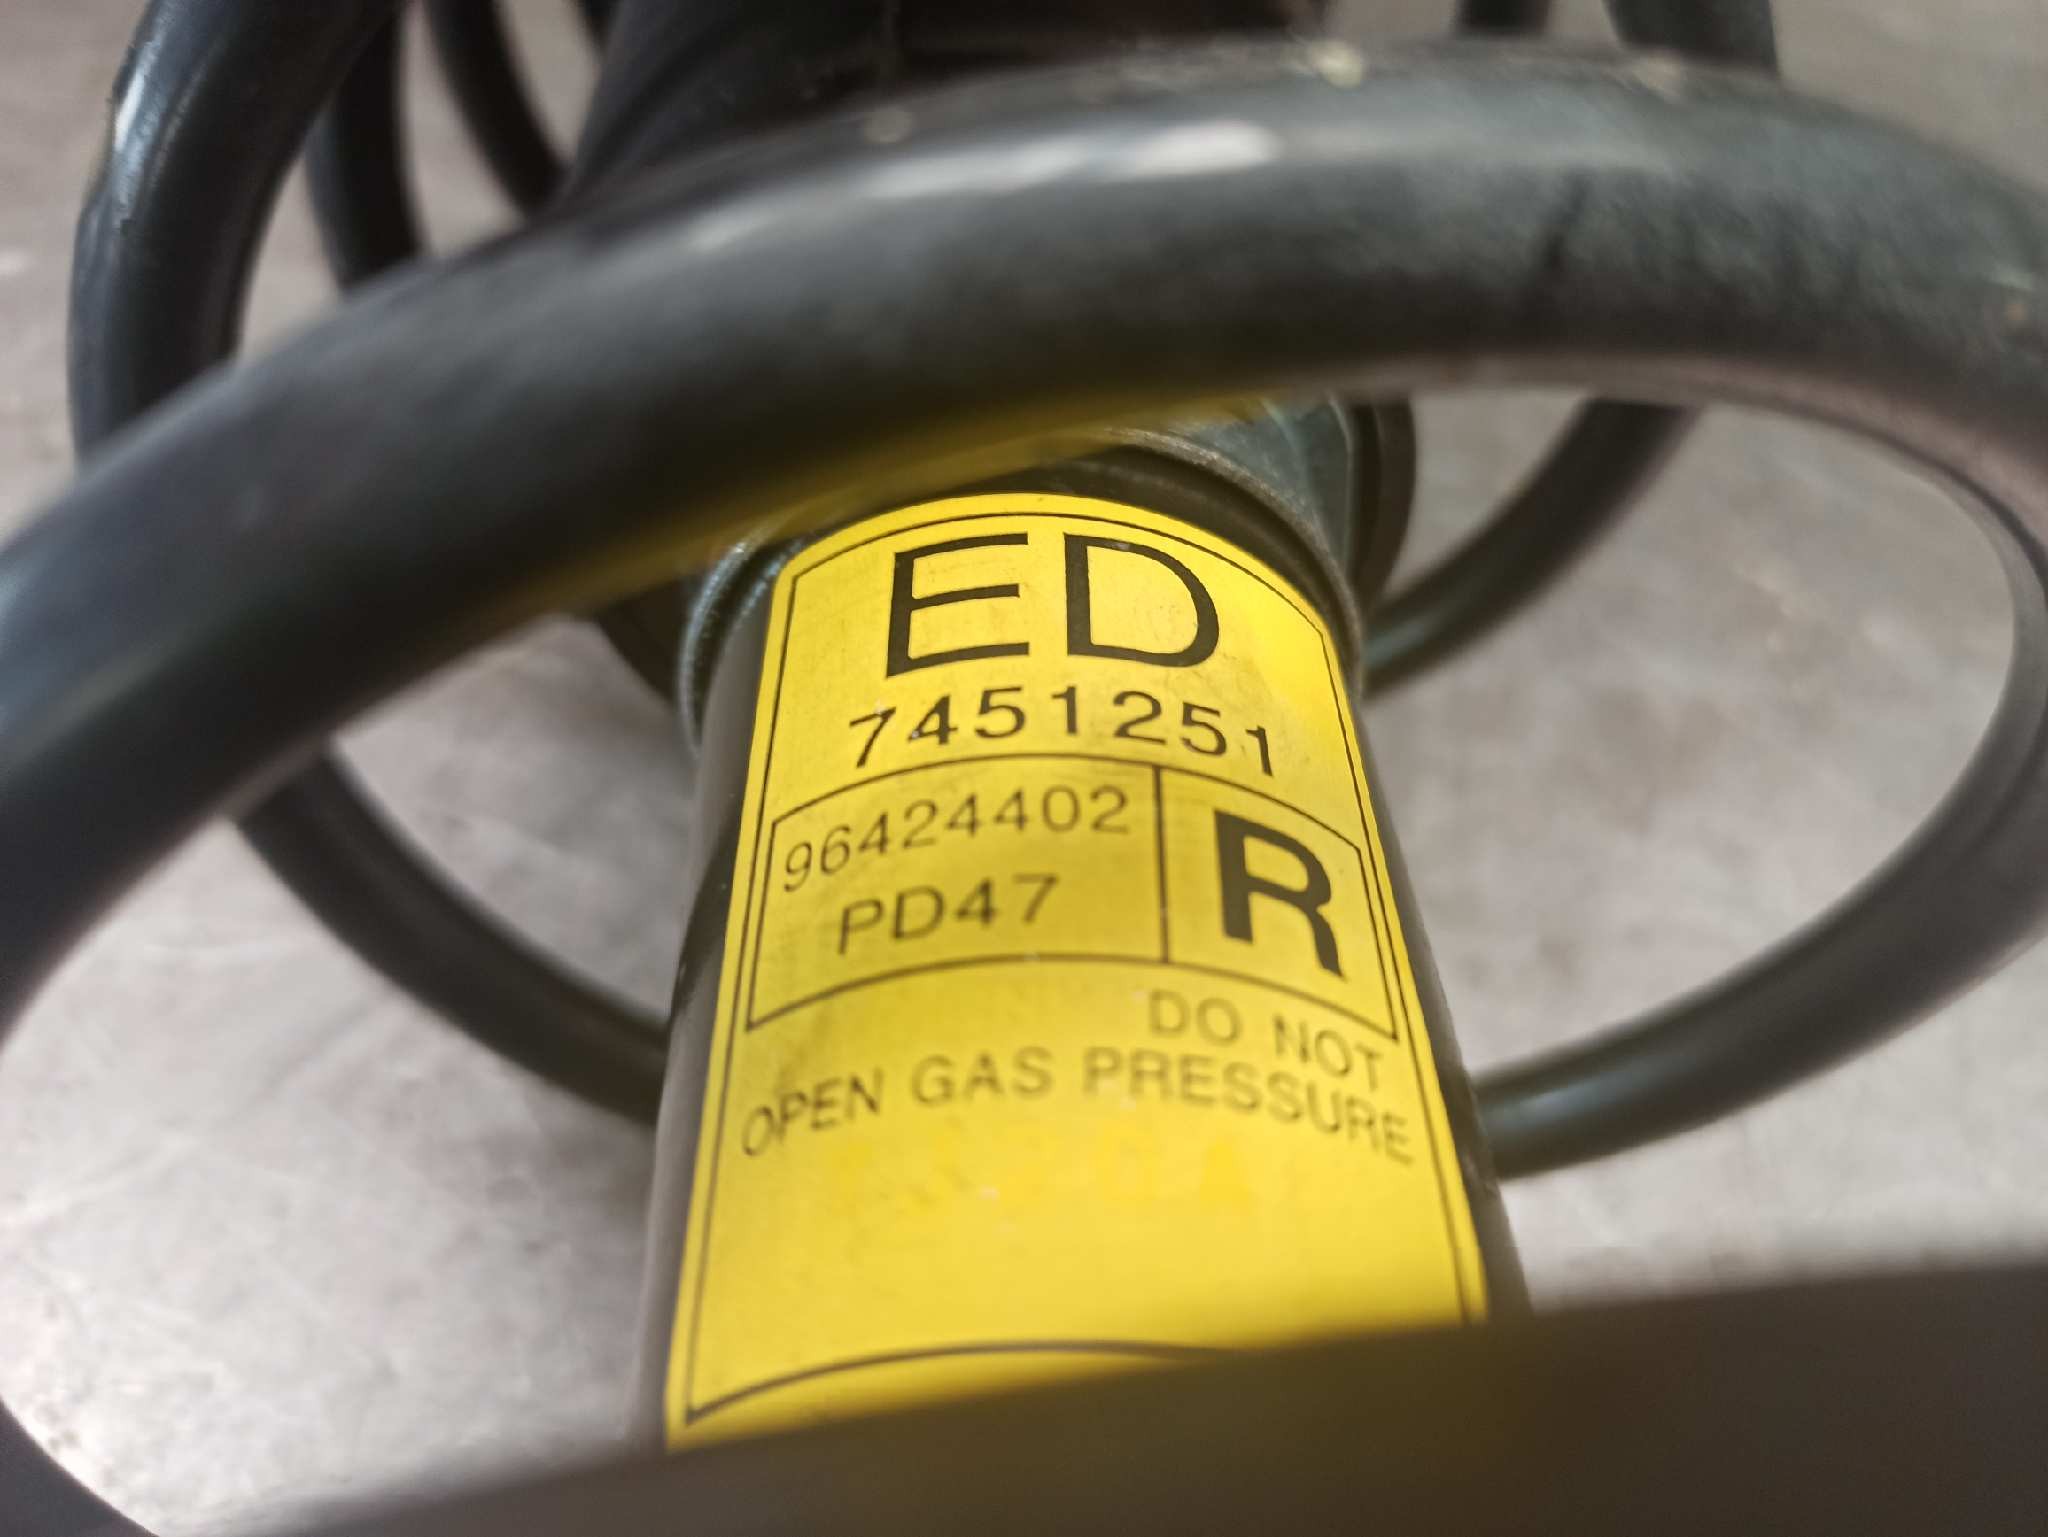 ED
7451251
96424402
PD47
R
DO NOT
OPEN GAS PRESSURE